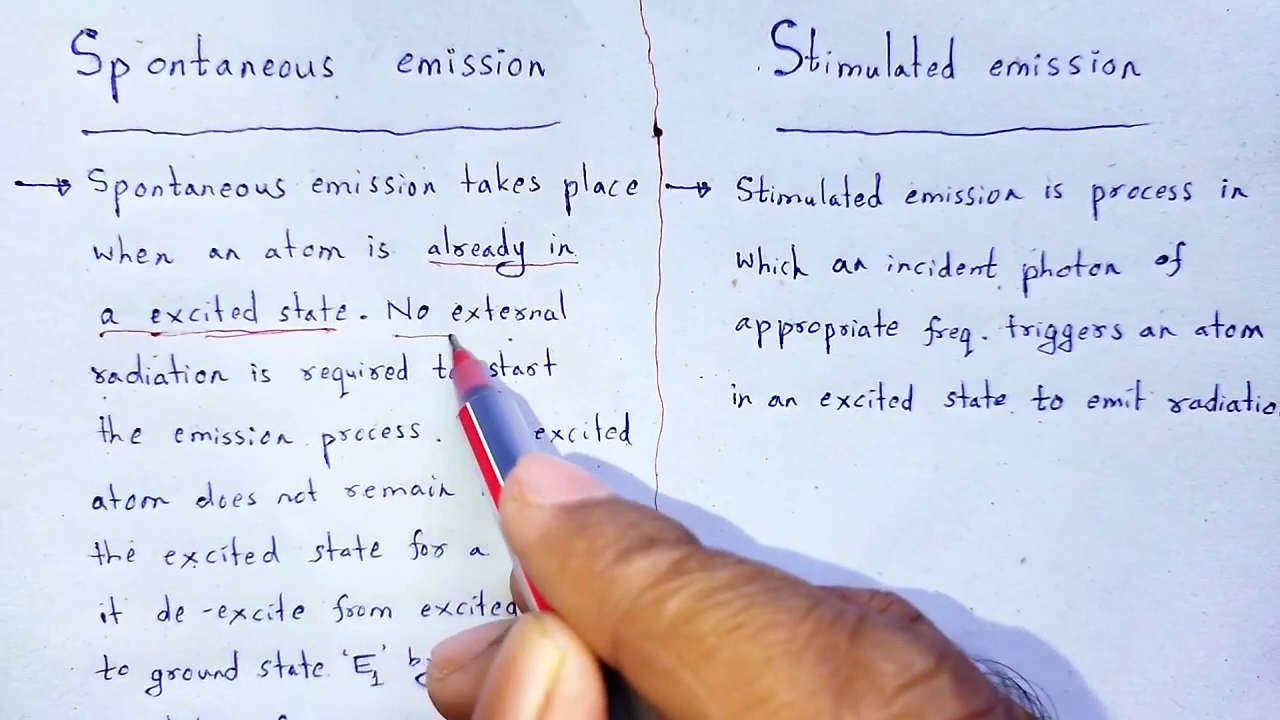 Spontaneous emission
Spontaneous emission takes place
when an atom is already in
a excited state. No external
radiation is required to start
the emission process. excited
atom does not remain
the excited state for a
it de-excite from excited
to ground state 'E1'
Stimulated emission
Stimulated emission is process in
which an incident photon of
appropriate freq. triggers an atom
in an excited state to emit radiatio